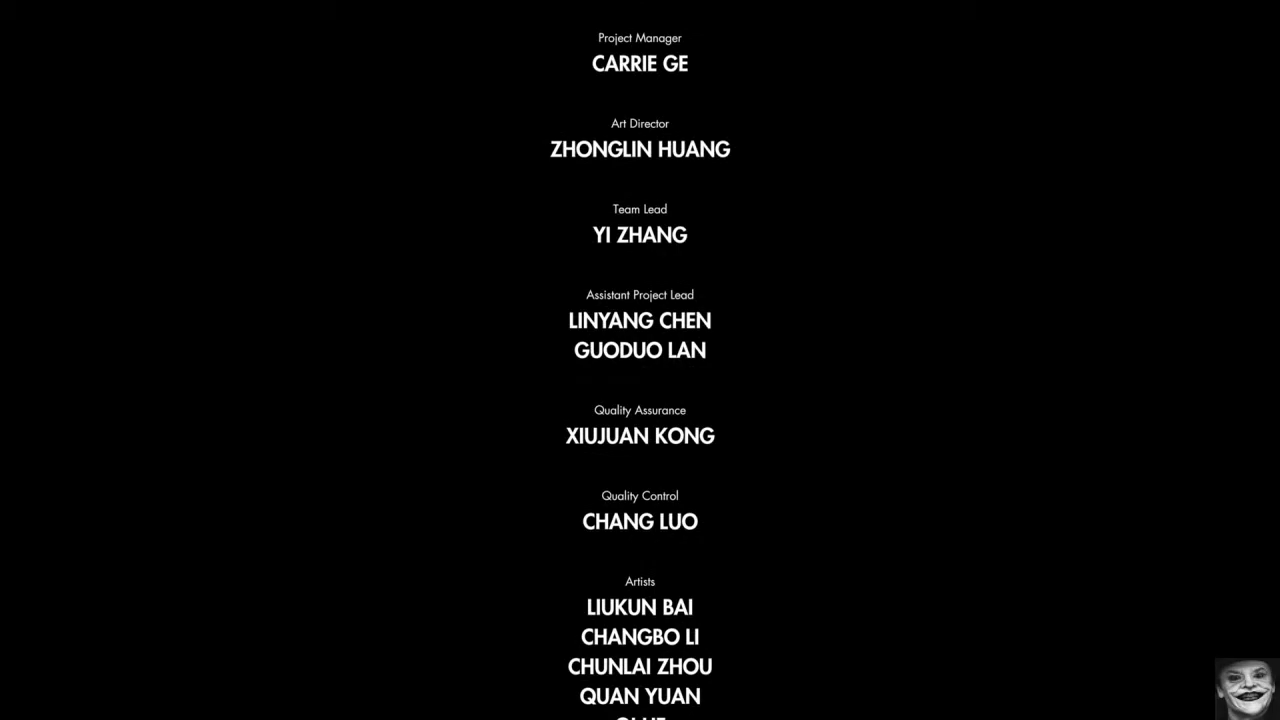 Project Manager
CARRIE GE
Art Director
ZHONGLIN HUANG
Team Lead
YI ZHANG
Assistant Project Lead
LINYANG CHEN
GUODUO LAN
Quality Assurance
XIUJUAN KONG
Quality Control
CHANG LUO
Artists
LIUKUN BAI
CHANGBO LI
CHUNLAI ZHOU
QUAN YUAN